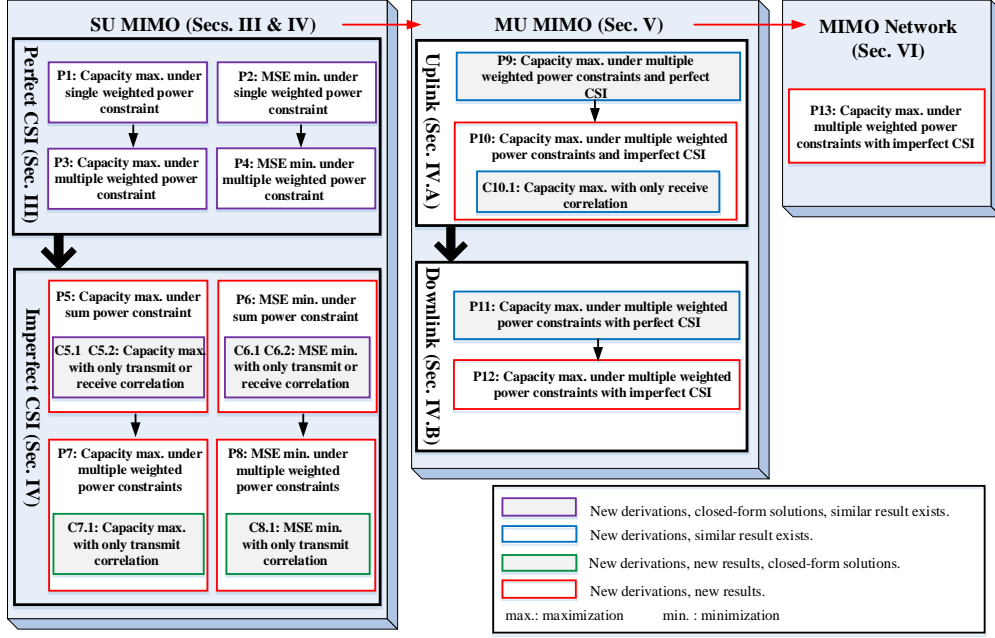 SU MIMO (Secs. III & IV)
Perfect CSI (Sec. III)
P1: Capacity max. under
single weighted power
constraint
P2: MSE min. under
single weighted power
constraint
P3: Capacity max. under
multiple weighted power
constraint
P4: MSE min. under
multiple weighted power
constraint
Imperfect CSI (Sec. IV)
P5: Capacity max. under
sum power constraint
C5.1 C5.2: Capacity max.
with only transmit or
receive correlation
P6: MSE min. under
sum power constraint
C6.1 C6.2: MSE min.
with only transmit or
receive correlation
P7: Capacity max. under
multiple weighted
power constraints
C7.1: Capacity max.
with only transmit
correlation
P8: MSE min. under
multiple weighted
power constraints
C8.1: MSE min.
with only transmit
correlation
MU MIMO (Sec. V)
Uplink (Sec. IV.A)
P9: Capacity max. under multiple
weighted power constraints and perfect
CSI
P10: Capacity max. under multiple weighted
power constraints and imperfect CSI
C10.1: Capacity max. with only receive
correlation
Downlink (Sec. IV.B)
P11: Capacity max. under multiple weighted
power constraints with perfect CSI
P12: Capacity max. under multiple weighted
power constraints with imperfect CSI
MIMO Network
(Sec. VI)
P13: Capacity max. under
multiple weighted power
constraints with imperfect CSI
New derivations, closed-form solutions, similar result exists.
New derivations, similar result exists.
New derivations, new results, closed-form solutions.
New derivations, new results.
max.: maximization min. : minimization